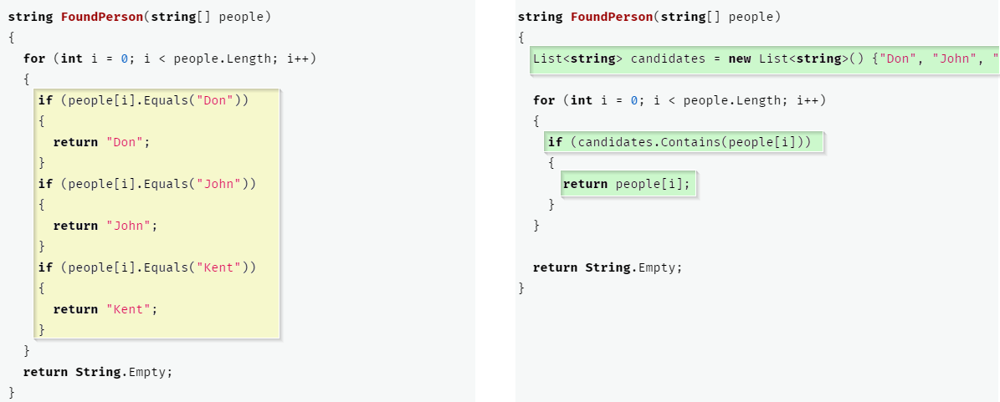 string FoundPerson(string[] people)
{
  for (int i = 0; i < people.Length; i++)
  {
    if (people[i].Equals("Don"))
    {
      return "Don";
    }
    if (people[i].Equals("John"))
    {
      return "John";
    }
    if (people[i].Equals("Kent"))
    {
      return "Kent";
    }
  }
  return String.Empty;
}
string FoundPerson(string[] people)
{
  List<string> candidates = new List<string>() {"Don", "John", "
  for (int i = 0; i < people.Length; i++)
  {
    if (candidates.Contains(people[i]))
    {
      return people[i];
    }
  }
  return String.Empty;
}